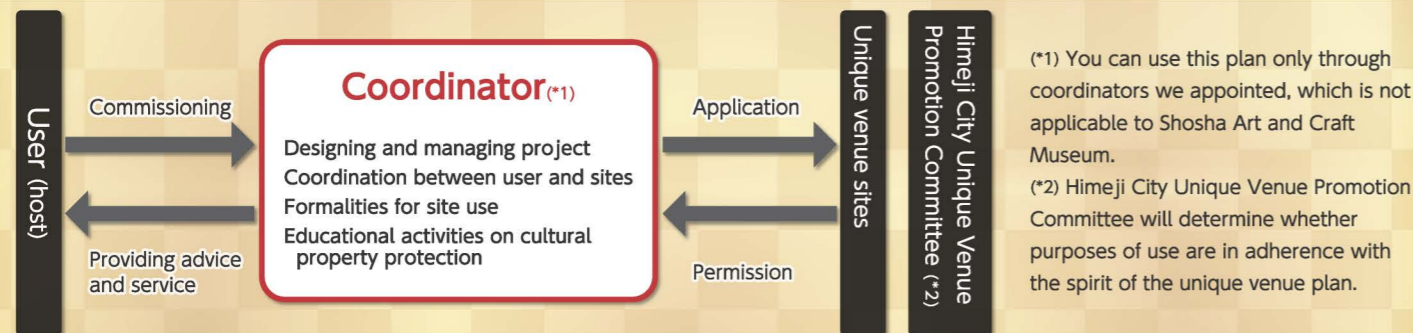 User (host)
Commissioning
Providing advice
and service
Coordinator(*1)
Designing and managing project
Coordination between user and sites
Formalities for site use
Educational activities on cultural
property protection
Application
Permission
Unique venue sites
Himeji City Unique Venue
Promotion Committee (*2)
(*1) You can use this plan only through
coordinators we appointed, which is not
applicable to Shosha Art and Craft
Museum.
(*2) Himeji City Unique Venue Promotion
Committee will determine whether
purposes of use are in adherence with
the spirit of the unique venue plan.